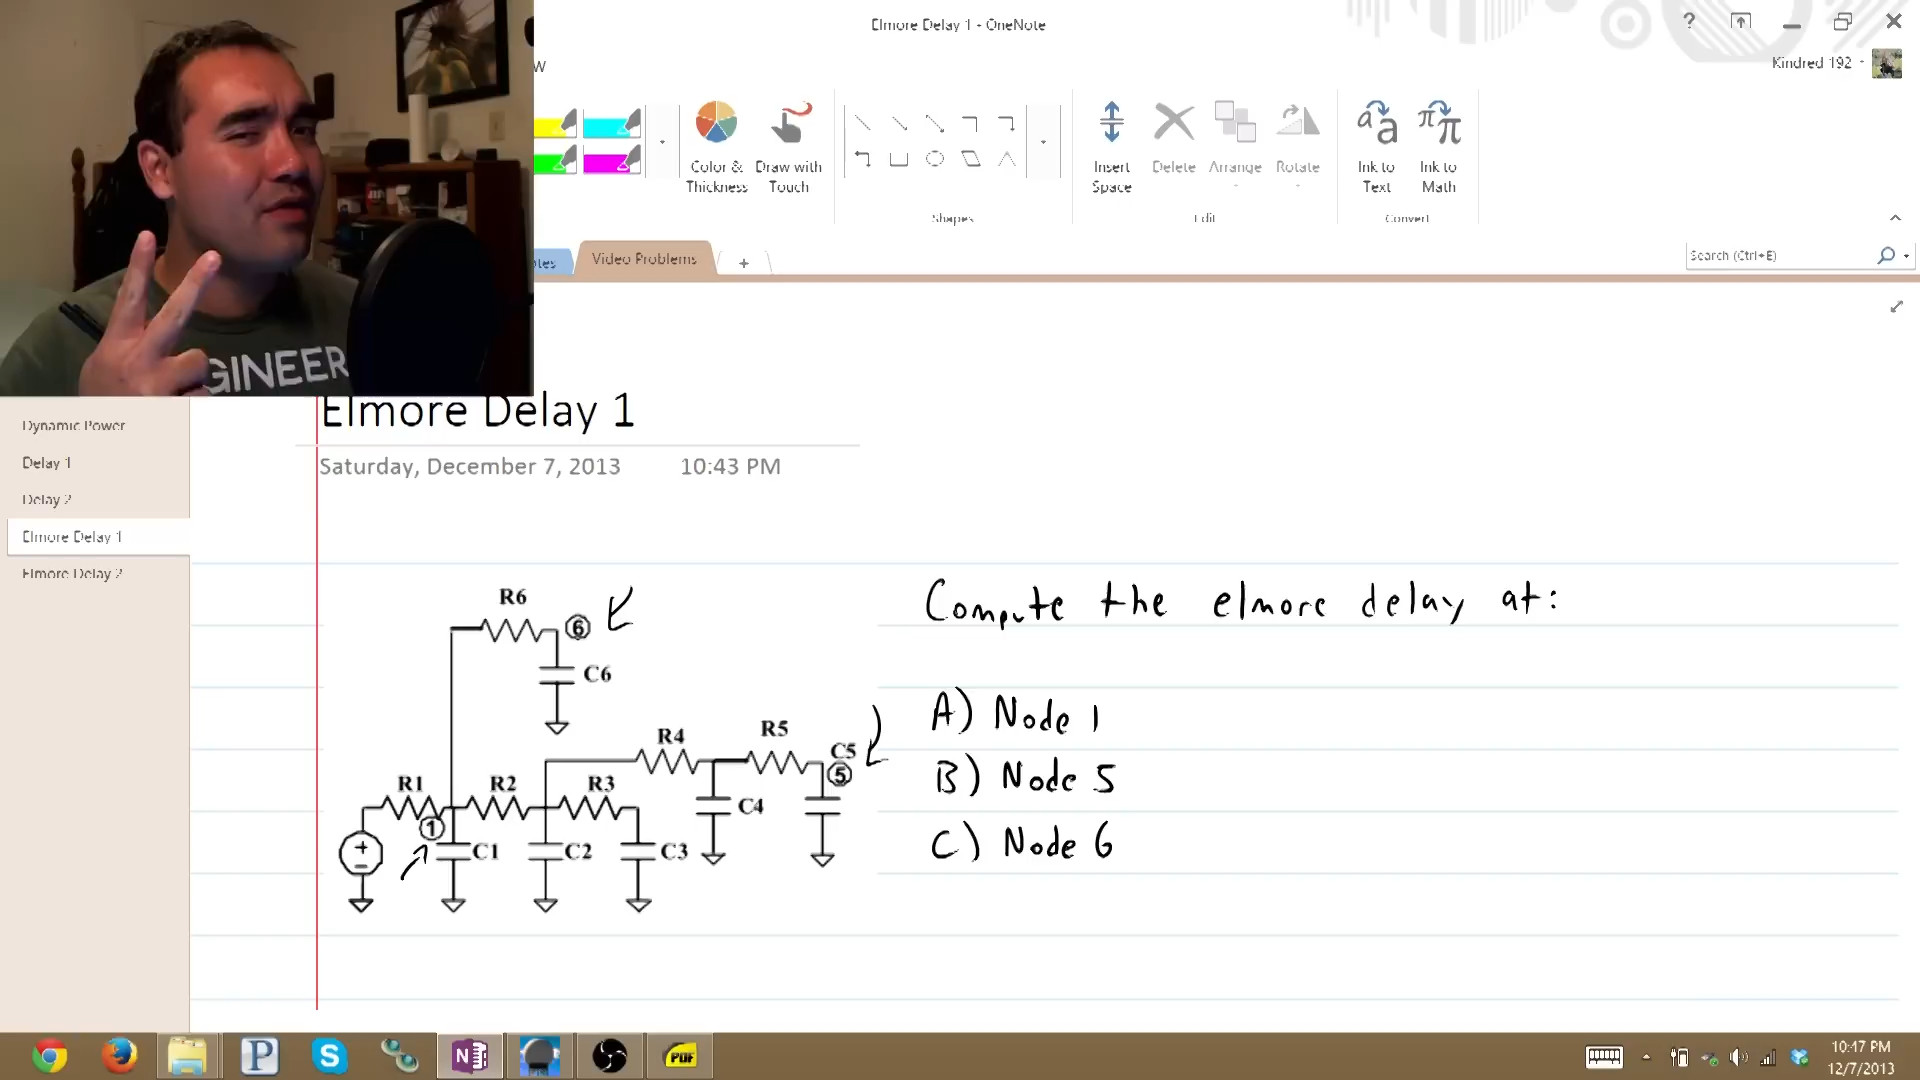 Elmore Delay 1 - OneNote
?
Kindred 192
W
Color & Thickness
Draw with Touch
Insert Space
Delete
Arrange
Rotate
Ink to Text
Ink to Math
Shapes
Edit
Convert
Video Problems
+
Search (Ctrl+E)
GINEER
Elmore Delay 1
Saturday, December 7, 2013 10:43 PM
Dynamic Power
Delay 1
Delay 2
Elmore Delay 1
Elmore Delay 2
R6
6
C6
R4
R5
C5
5
R1
R2
R3
C4
1
C1
C2
C3
Compute the elmore delay at:
A) Node 1
B) Node 5
C) Node 6
PDF
10:47 PM
12/7/2013